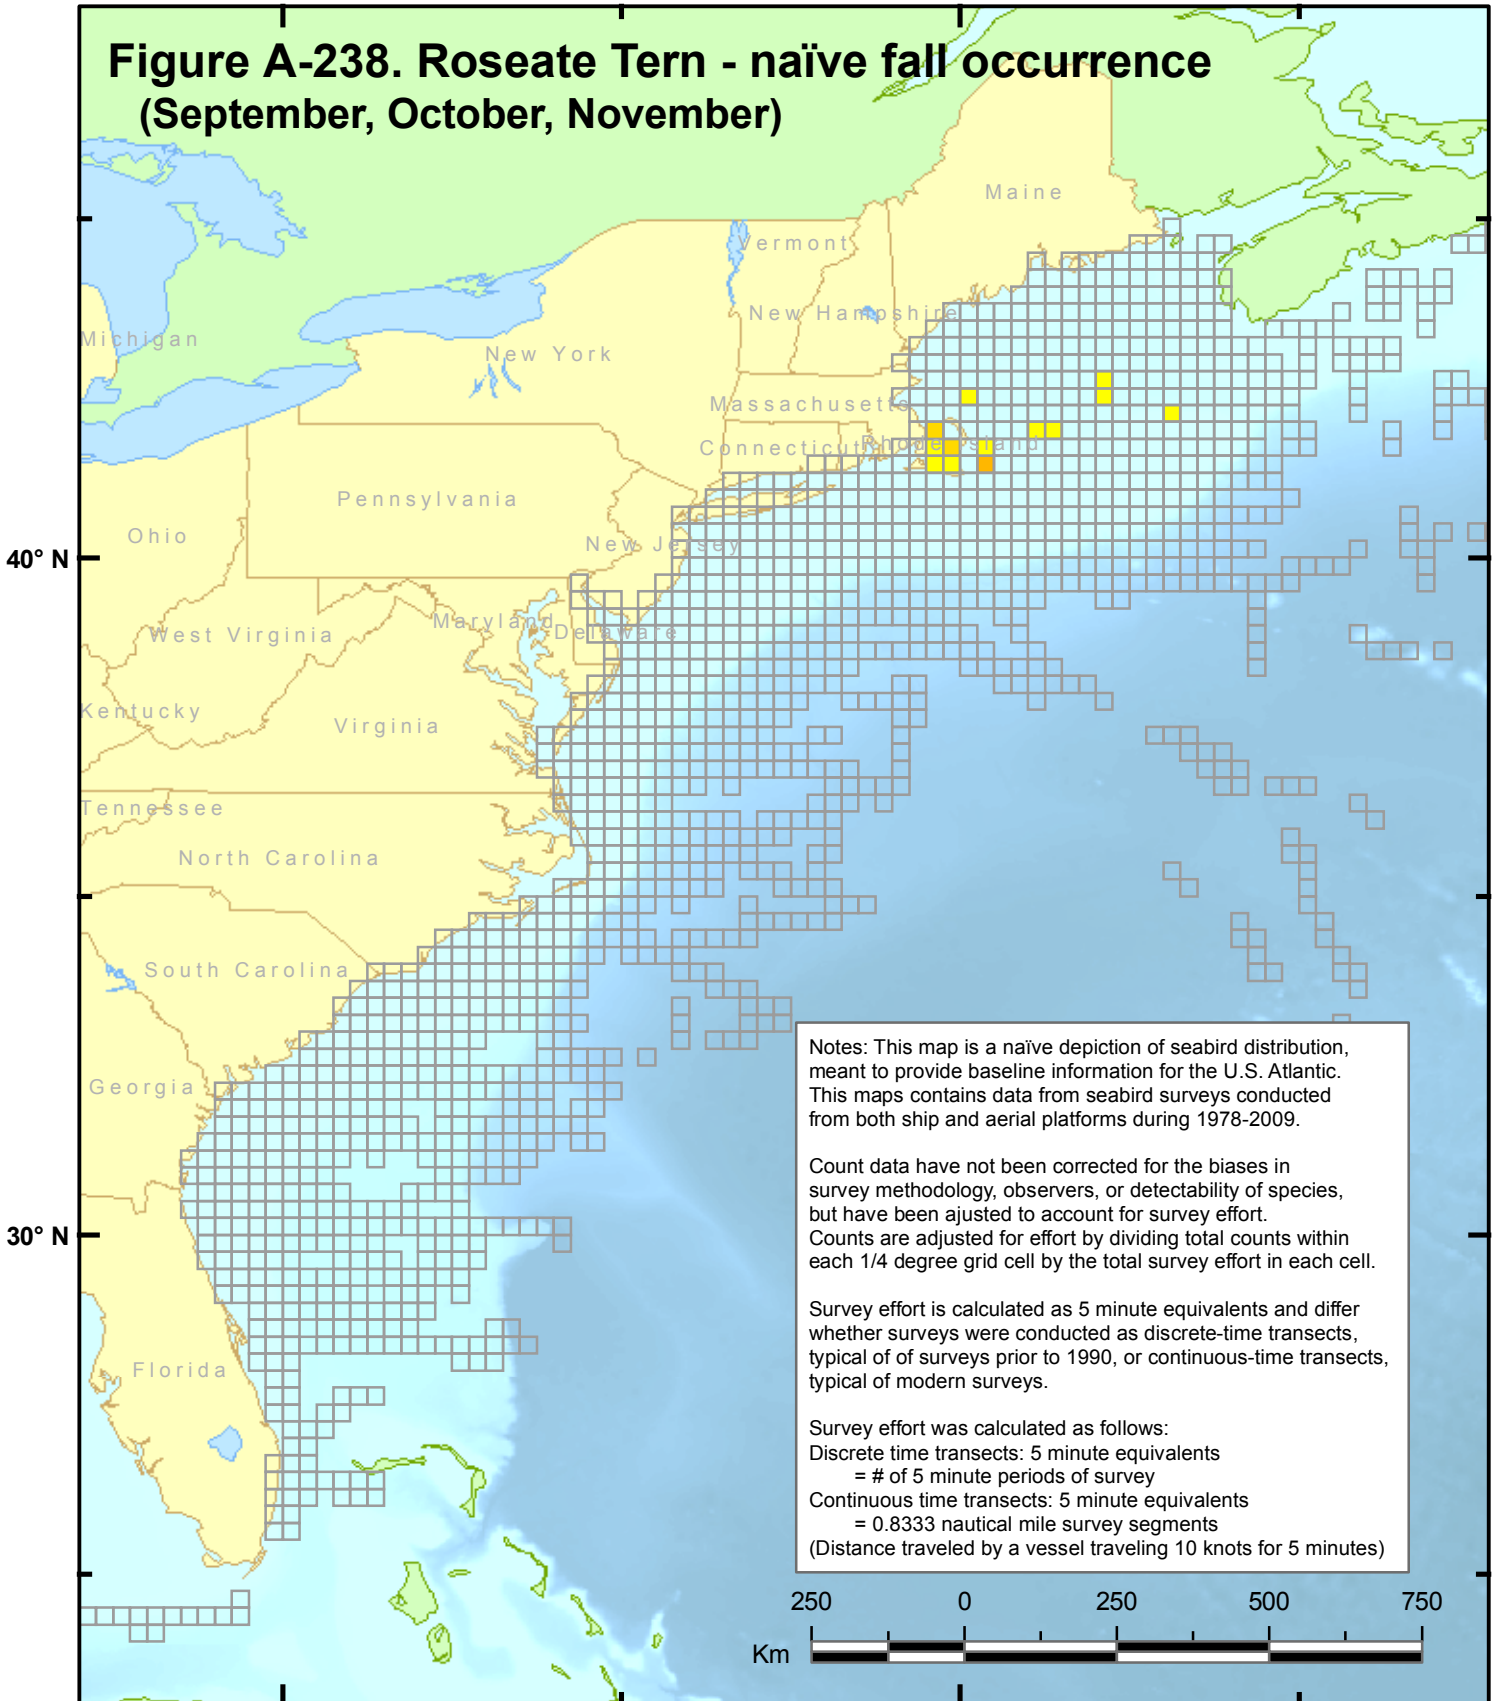 Figure A-238. Roseate Tern - naïve fall occurrence
(September, October, November)
Maine
Vermont
New Hampshire
Michigan
New York
Massachusetts
Connecticut
Rhode Island
Pennsylvania
Ohio
New Jersey
40° N
Maryland
Delaware
West Virginia
Kentucky
Virginia
Tennessee
North Carolina
South Carolina
Georgia
30° N
Florida
Notes: This map is a naïve depiction of seabird distribution,
meant to provide baseline information for the U.S. Atlantic.
This maps contains data from seabird surveys conducted
from both ship and aerial platforms during 1978-2009.
Count data have not been corrected for the biases in
survey methodology, observers, or detectability of species,
but have been ajusted to account for survey effort.
Counts are adjusted for effort by dividing total counts within
each 1/4 degree grid cell by the total survey effort in each cell.
Survey effort is calculated as 5 minute equivalents and differ
whether surveys were conducted as discrete-time transects,
typical of of surveys prior to 1990, or continuous-time transects,
typical of modern surveys.
Survey effort was calculated as follows:
Discrete time transects: 5 minute equivalents
= # of 5 minute periods of survey
Continuous time transects: 5 minute equivalents
= 0.8333 nautical mile survey segments
(Distance traveled by a vessel traveling 10 knots for 5 minutes)
250 0 250 500 750
Km